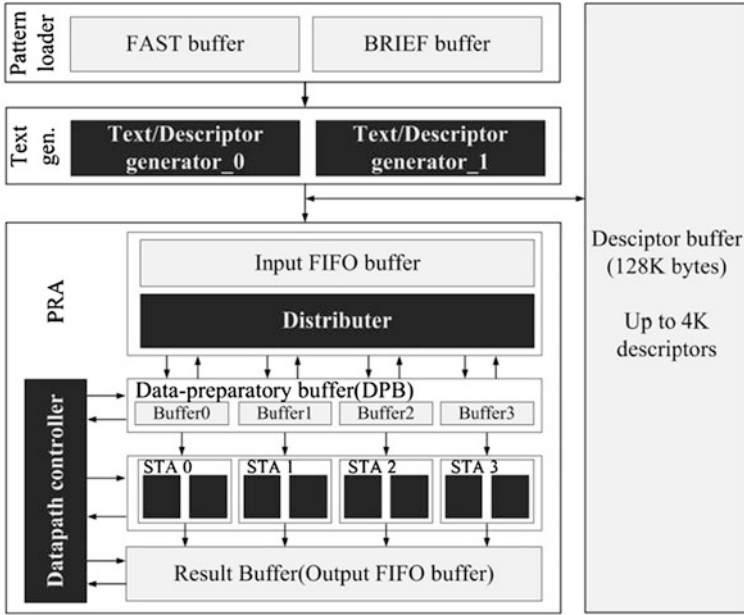 Pattern
loader
FAST buffer
BRIEF buffer
Text
gen.
Text/Descriptor
generator_0
Text/Descriptor
generator_1
Desciptor buffer
(128K bytes)
Up to 4K
descriptors
PRA
Input FIFO buffer
Distributer
Datapath controller
Data-preparatory buffer(DPB)
Buffer0
Buffer1
Buffer2
Buffer3
STA 0
STA 1
STA 2
STA 3
Result Buffer(Output FIFO buffer)